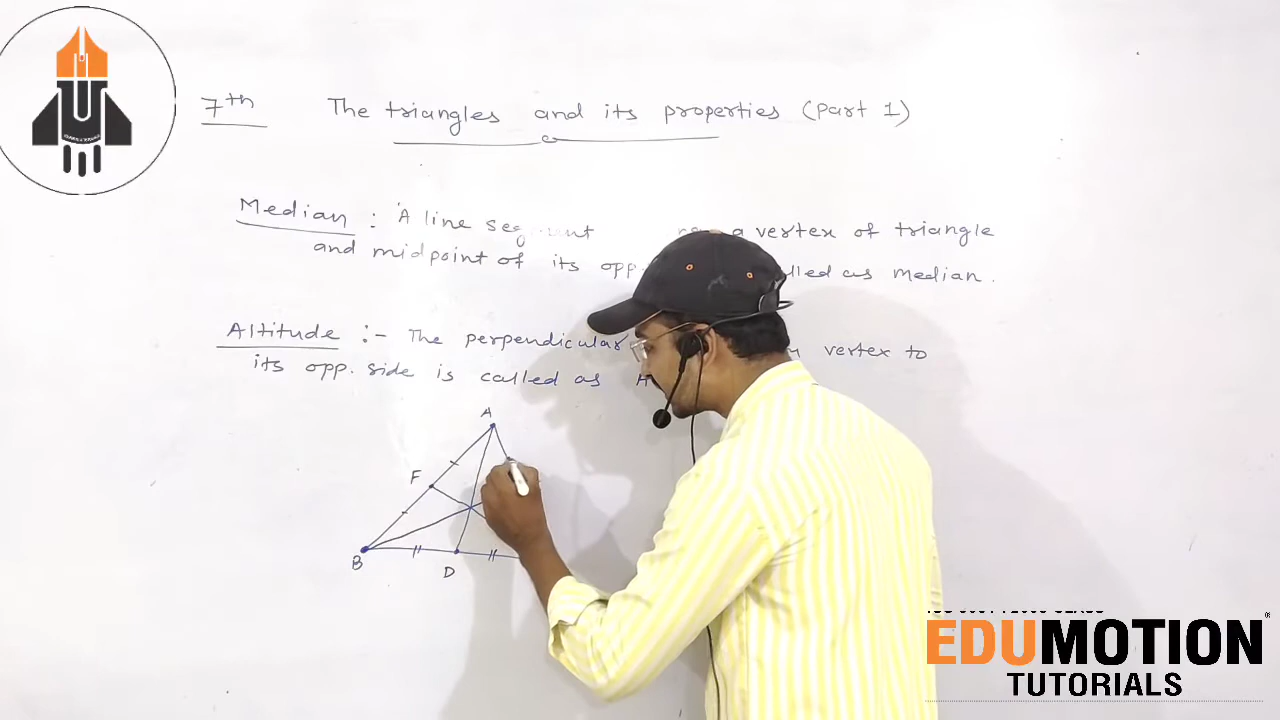 7th The triangles and its properties (Part 1)
Median : A line segment a vertex of triangle
and midpoint of its opp. as median.
Altitude :- The perpendicular vertex to
its opp. side is called as
A
F
B
D
EDUMOTION
TUTORIALS